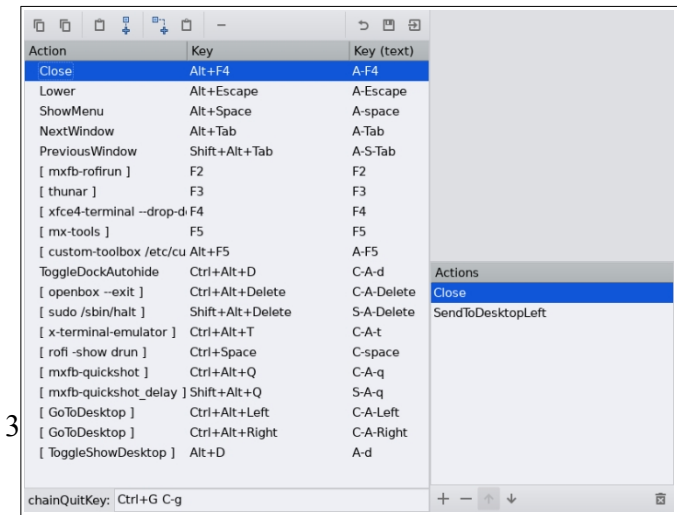 Action Key Key (text)
Close Alt+F4 A-F4
Lower Alt+Escape A-Escape
ShowMenu Alt+Space A-space
NextWindow Alt+Tab A-Tab
PreviousWindow Shift+Alt+Tab A-S-Tab
[ mxfb-rofirun ] F2 F2
[ thunar ] F3 F3
[ xfce4-terminal --drop-d F4 F4
[ mx-tools ] F5 F5
[ custom-toolbox /etc/cu Alt+F5 A-F5
ToggleDockAutohide Ctrl+Alt+D C-A-d
[ openbox --exit ] Ctrl+Alt+Delete C-A-Delete
[ sudo /sbin/halt ] Shift+Alt+Delete S-A-Delete
[ x-terminal-emulator ] Ctrl+Alt+T C-A-t
[ rofi -show drun ] Ctrl+Space C-space
[ mxfb-quickshot ] Ctrl+Alt+Q C-A-q
[ mxfb-quickshot_delay ] Shift+Alt+Q S-A-q
[ GoToDesktop ] Ctrl+Alt+Left C-A-Left
3
[ GoToDesktop ] Ctrl+Alt+Right C-A-Right
[ ToggleShowDesktop ] Alt+D A-d
chainQuitKey: Ctrl+G C-g
Actions
Close
SendToDesktopLeft